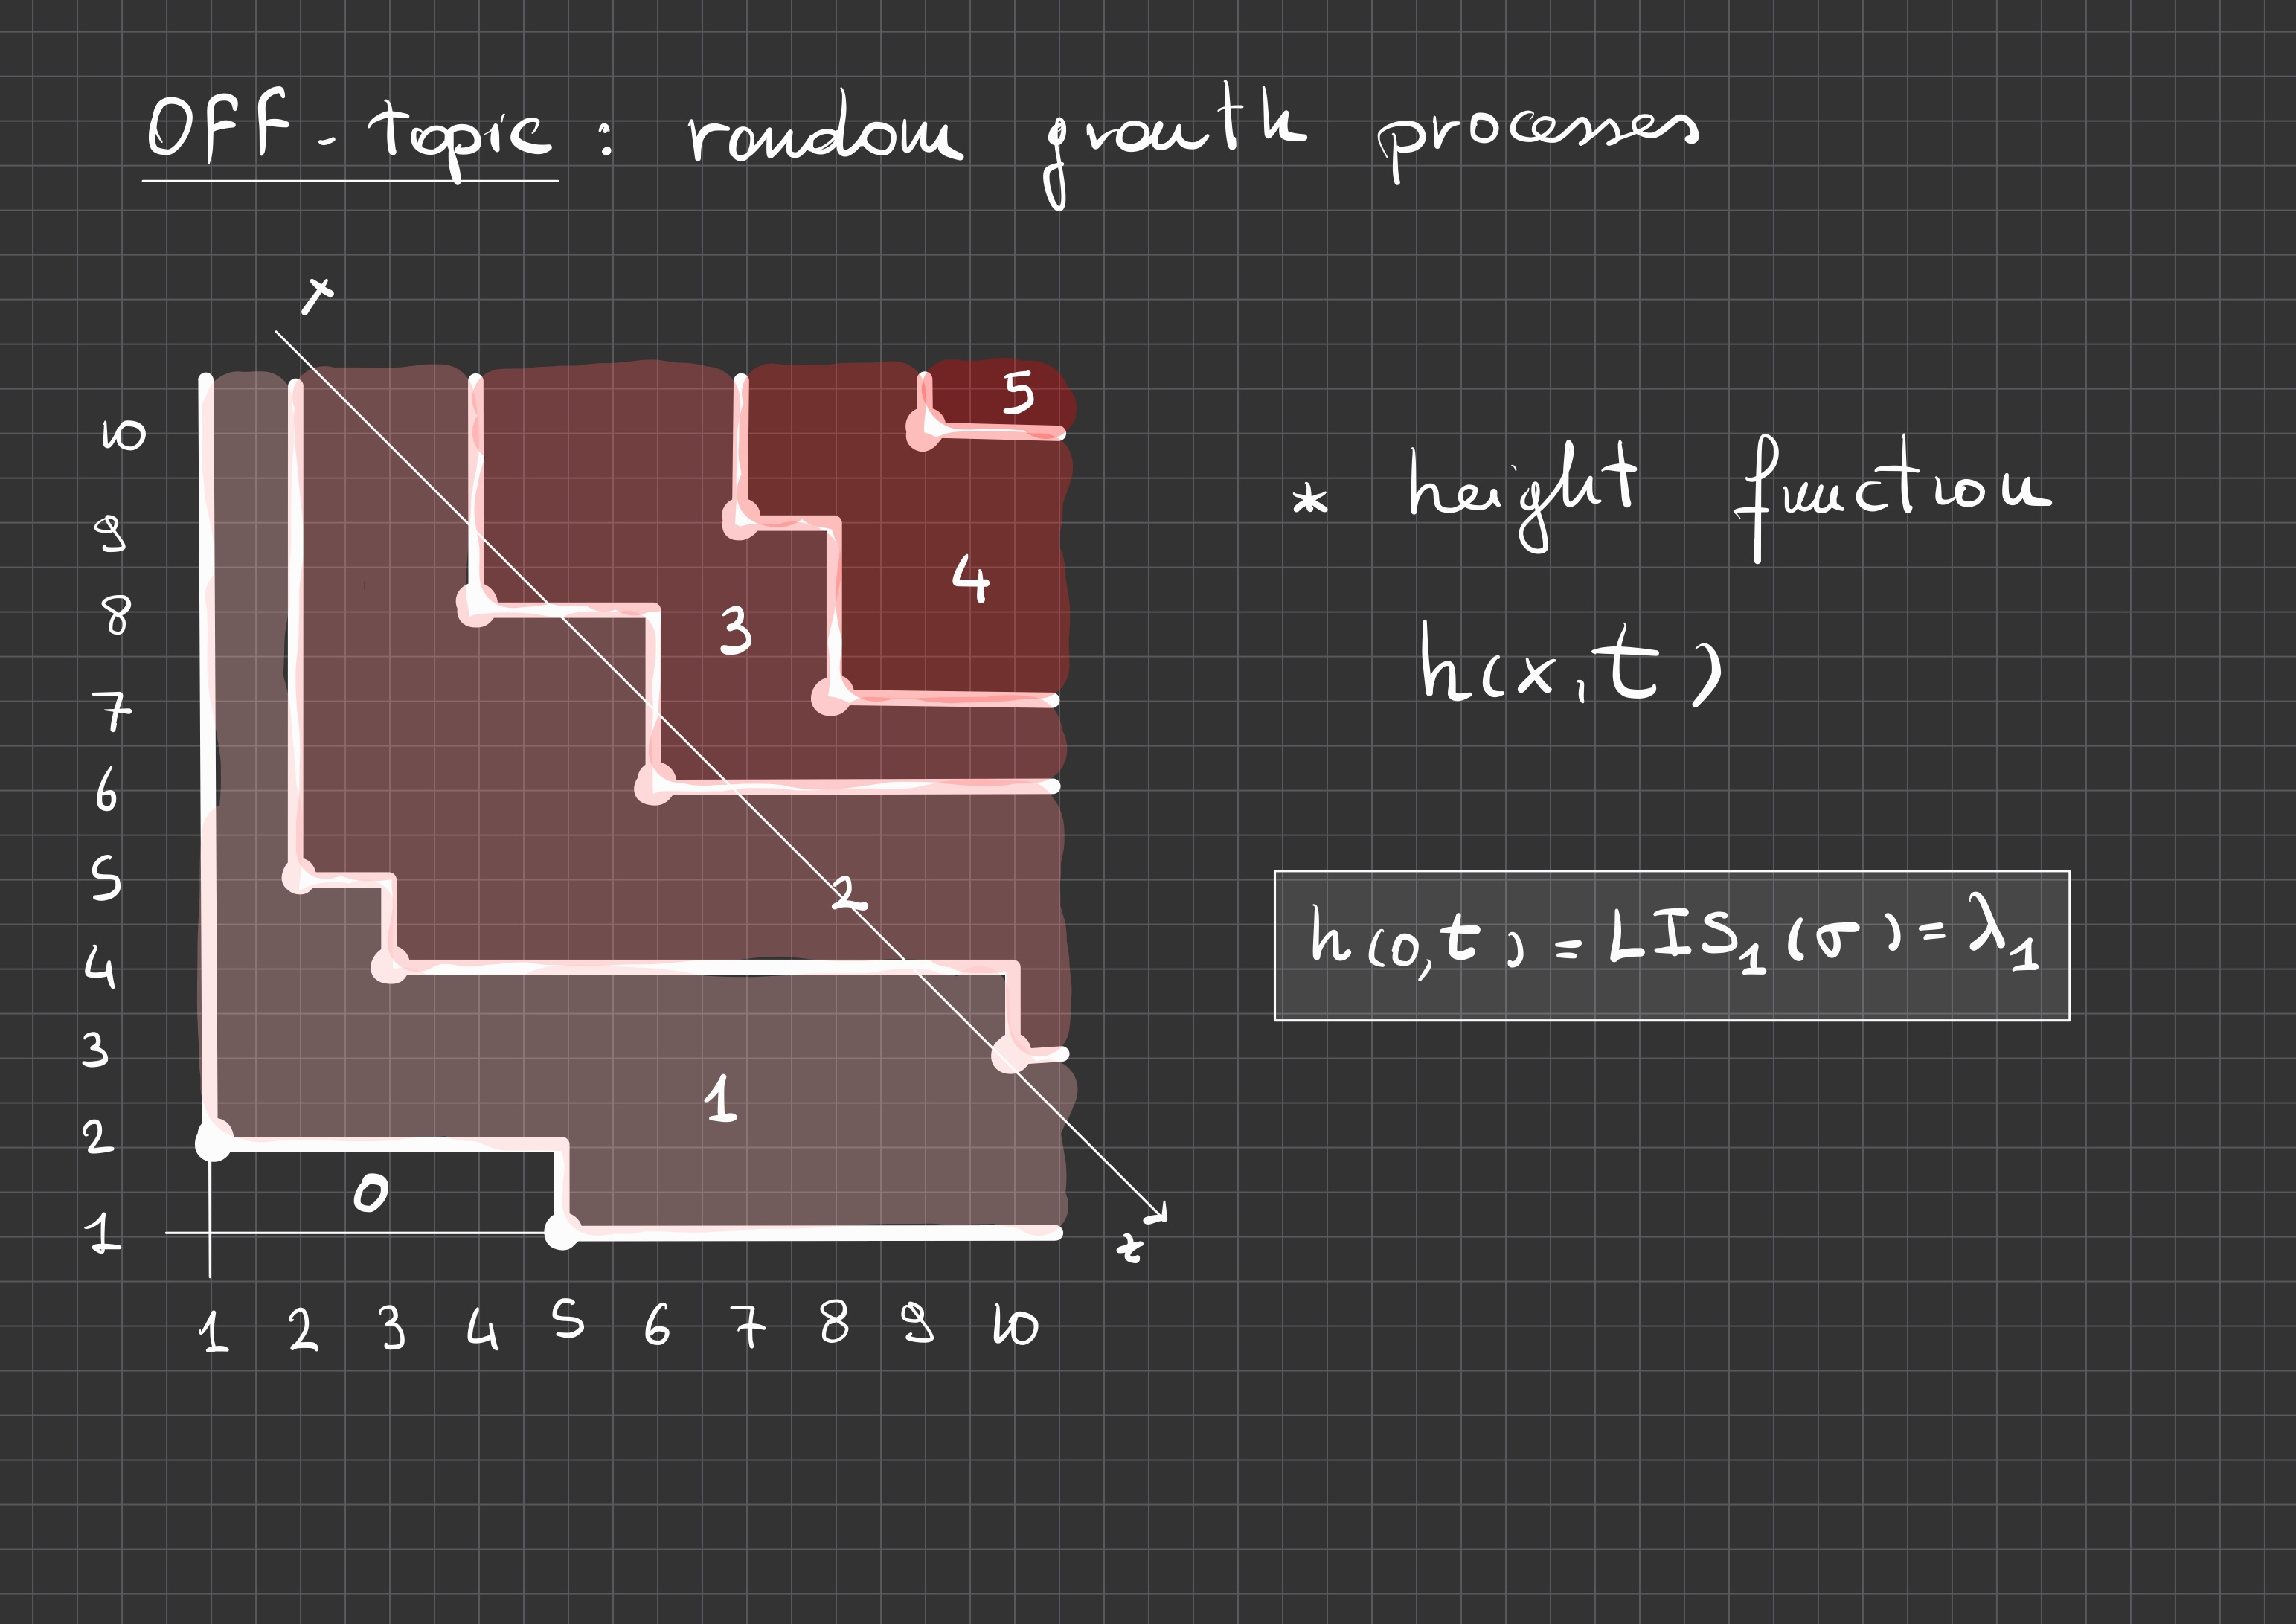 Off-topic : random growth processes
x
10
5
* height function
9
4
8
3
h(x,t)
7
6
5
2
h(0,t) = LIS₁(σ) = λ₁
4
3
1
2
0
1
t
1 2 3 4 5 6 7 8 9 10